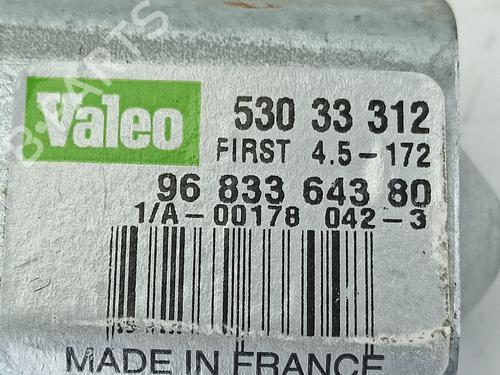 Valeo
530 33 312
FIRST 4.5-172
96 833 643 80
1/A-00178 042-3
MADE IN FRANCE
B-PARTS